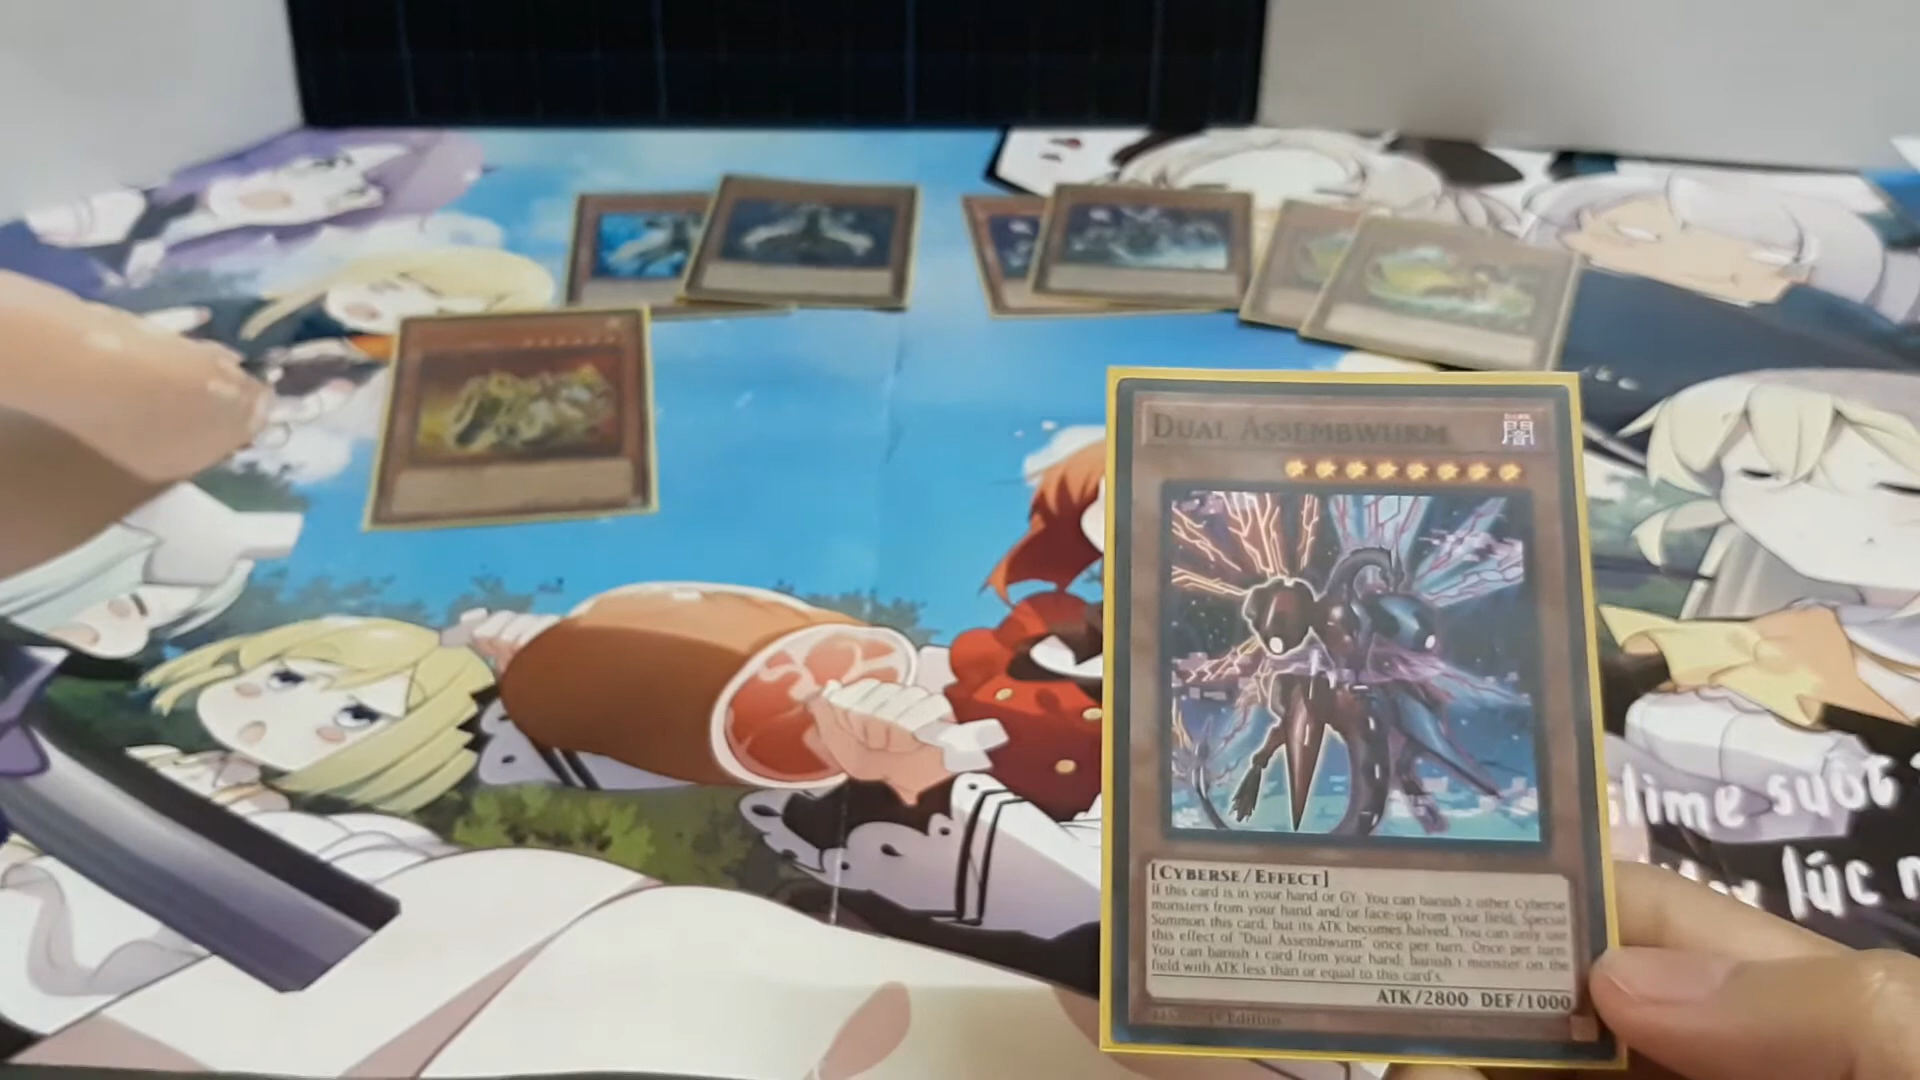 DUAL ASSEMBWURM
闇
[CYBERSE/EFFECT]
If this card is in your hand or GY: You can banish 2 other Cyberse
monsters from your hand and/or face-up from your field; Special
Summon this card, but its ATK becomes halved. You can only use
this effect of "Dual Assembwurm" once per turn. Once per turn:
You can banish 1 card from your hand; banish 1 monster on the
field with ATK less than or equal to this card's.
ATK/2800 DEF/1000
1st Edition
slime suốt
lúc